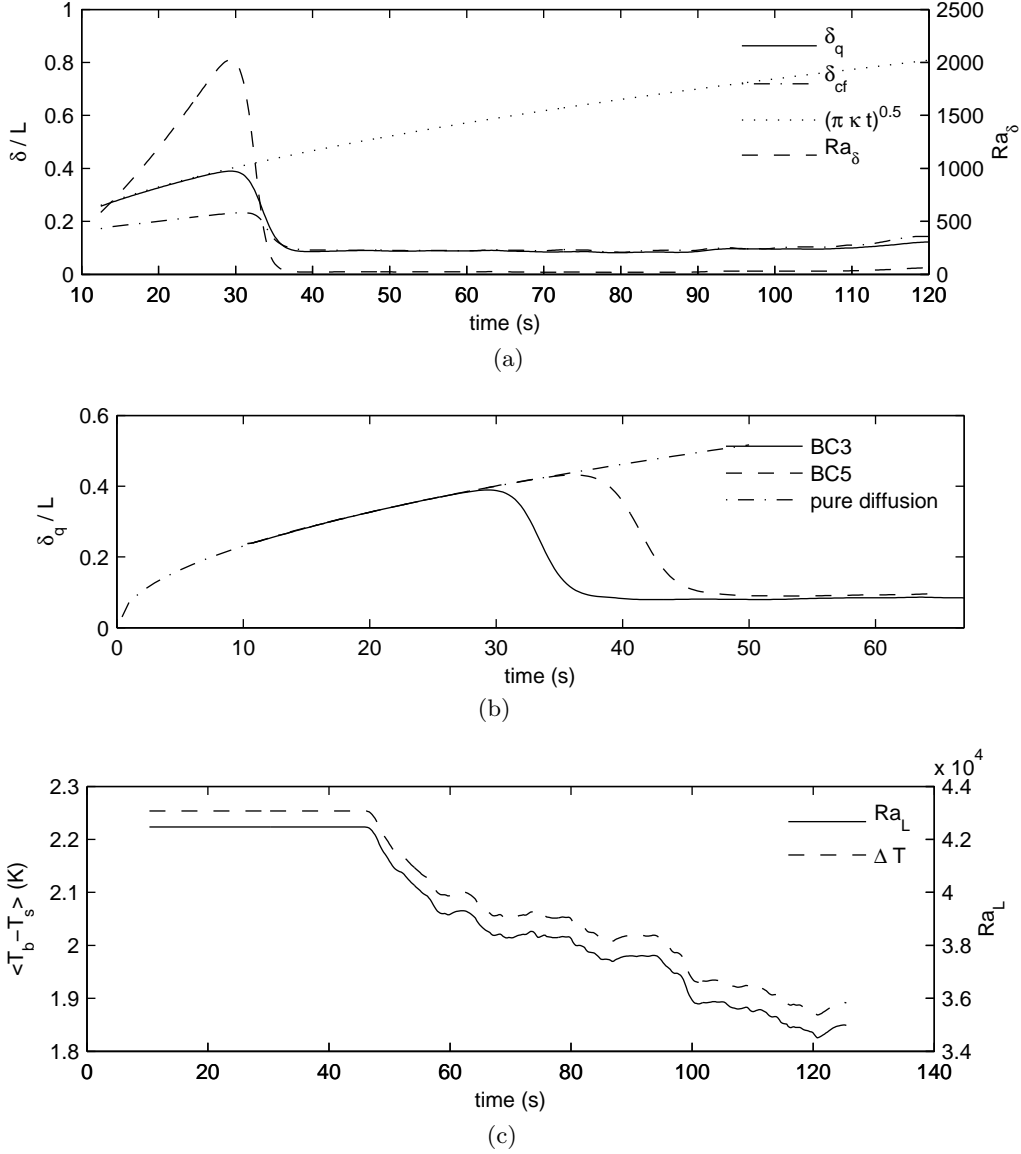 1
0.8
0.6
0.4
0.2
0
δ / L
2500
2000
1500
1000
500
0
Ra_δ
δ_q
δ_cf
(π κ t)^0.5
Ra_δ
10 20 30 40 50 60 70 80 90 100 110 120
time (s)
(a)
0.6
0.4
0.2
0
δ_q / L
BC3
BC5
pure diffusion
0 10 20 30 40 50 60
time (s)
(b)
x 10^4
2.3
2.2
2.1
2
1.9
1.8
<T_b−T_s> (K)
4.4
4.2
4
3.8
3.6
3.4
Ra_L
Ra_L
Δ T
0 20 40 60 80 100 120 140
time (s)
(c)